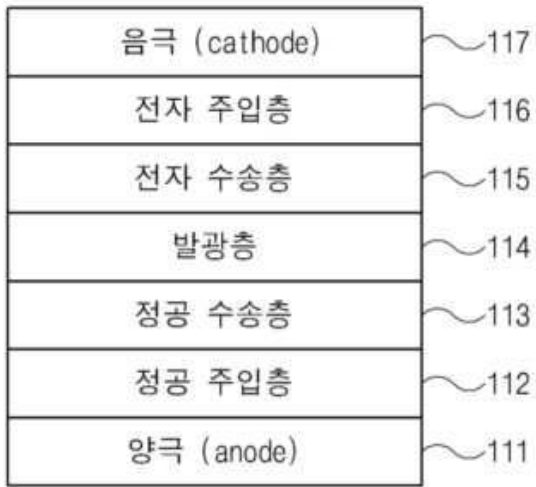 음극 (cathode) 117
전자 주입층 116
전자 수송층 115
발광층 114
정공 수송층 113
정공 주입층 112
양극 (anode) 111